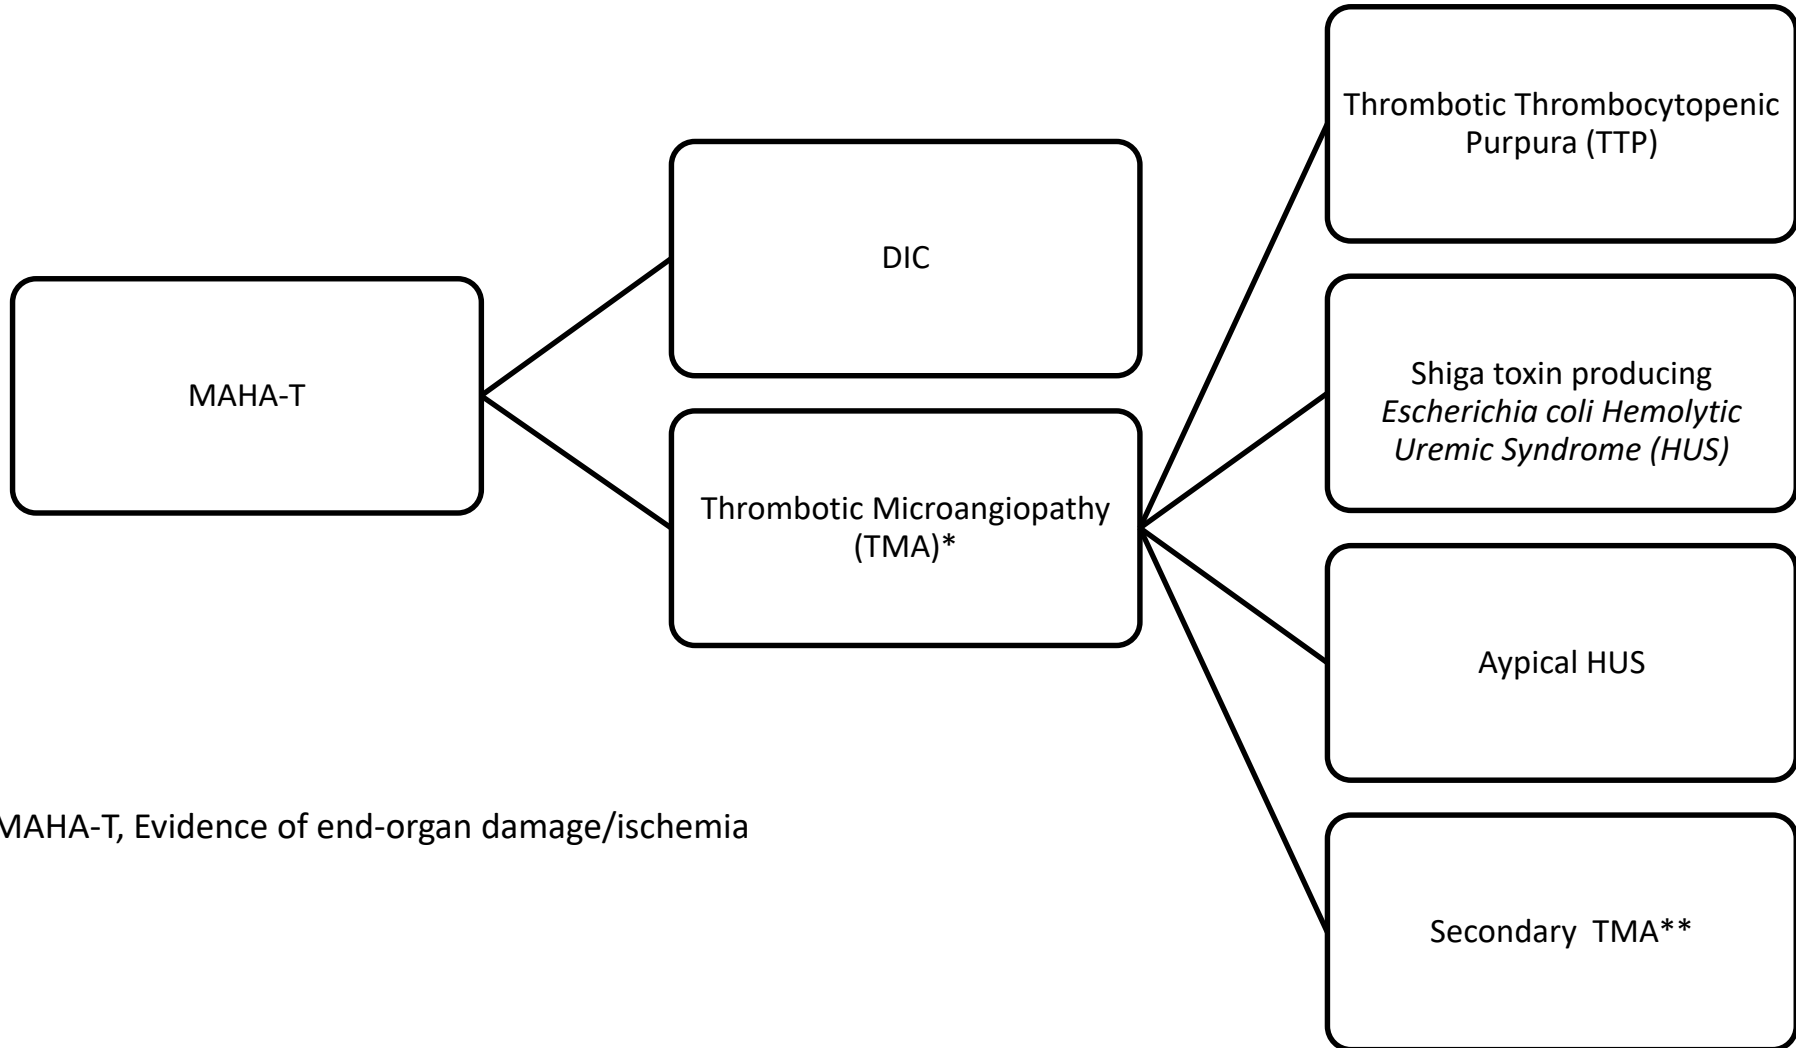 MAHA-T
DIC
Thrombotic Microangiopathy
(TMA)*
Thrombotic Thrombocytopenic
Purpura (TTP)
Shiga toxin producing
Escherichia coli Hemolytic
Uremic Syndrome (HUS)
Aypical HUS
Secondary TMA**
MAHA-T, Evidence of end-organ damage/ischemia